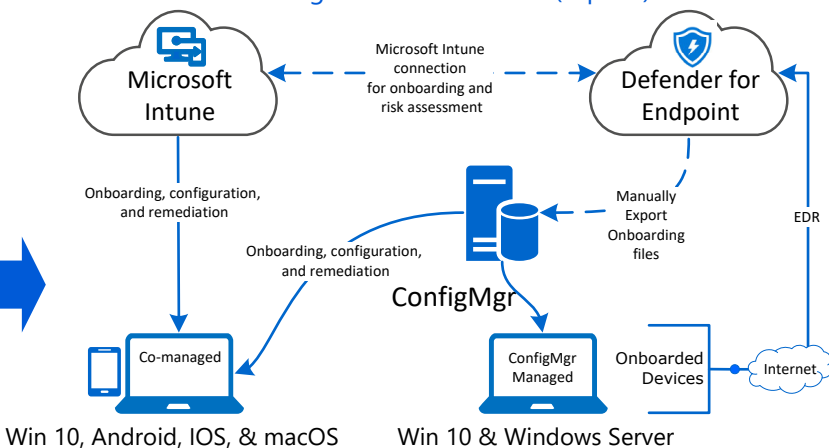 Microsoft
Intune
Microsoft Intune
connection
for onboarding and
risk assessment
Defender for
Endpoint
Onboarding, configuration,
and remediation
Manually
Export
Onboarding
files
EDR
Onboarding, configuration,
and remediation
ConfigMgr
Co-managed
ConfigMgr
Managed
Onboarded
Devices
Internet
Win 10, Android, IOS, & macOS
Win 10 & Windows Server